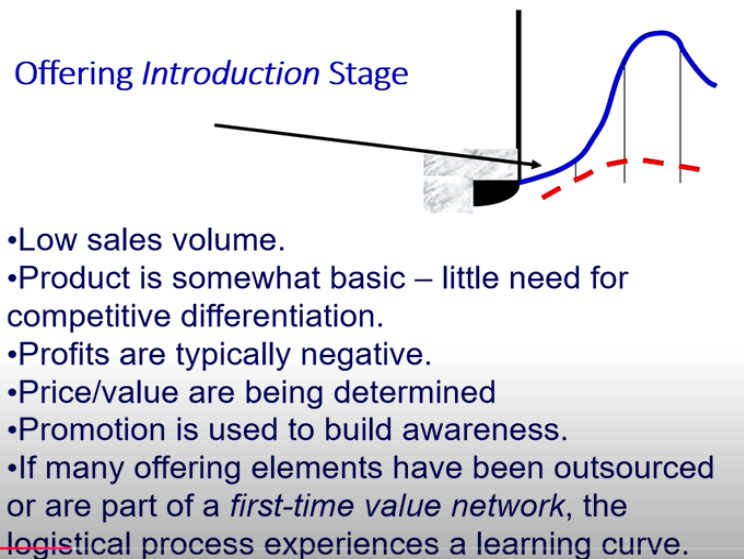 Offering Introduction Stage
•Low sales volume.
•Product is somewhat basic – little need for
competitive differentiation.
•Profits are typically negative.
•Price/value are being determined
•Promotion is used to build awareness.
•If many offering elements have been outsourced
or are part of a first-time value network, the
logistical process experiences a learning curve.